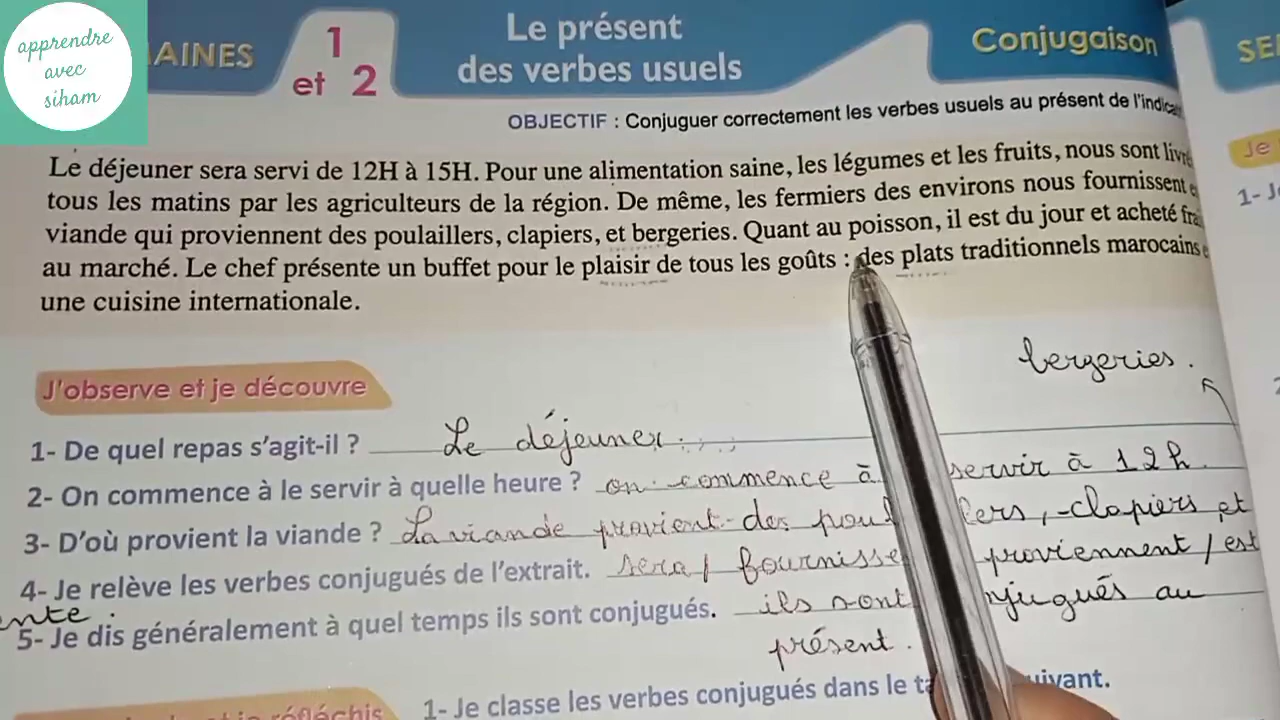 apprendre
avec
siham
AINES
1
et 2
Le présent
des verbes usuels
Conjugaison
OBJECTIF : Conjuguer correctement les verbes usuels au présent de l'indica
Le déjeuner sera servi de 12H à 15H. Pour une alimentation saine, les légumes et les fruits, nous sont livr
tous les matins par les agriculteurs de la région. De même, les fermiers des environs nous fournissent
viande qui proviennent des poulaillers, clapiers, et bergeries. Quant au poisson, il est du jour et acheté fra
au marché. Le chef présente un buffet pour le plaisir de tous les goûts : des plats traditionnels marocains e
une cuisine internationale.
J'observe et je découvre
bergeries.
1- De quel repas s'agit-il ? Le déjeuner.
2- On commence à le servir à quelle heure ? on commence à servir à 12h.
3- D'où provient la viande ? La viande provient des poul lers, clapiers, et
4- Je relève les verbes conjugués de l'extrait. sera / fournisse proviennent / est
ente.
5- Je dis généralement à quel temps ils sont conjugués. ils sont njugués au
présent.
1- Je classe les verbes conjugués dans le ta uivant.
SE
Je
1- J